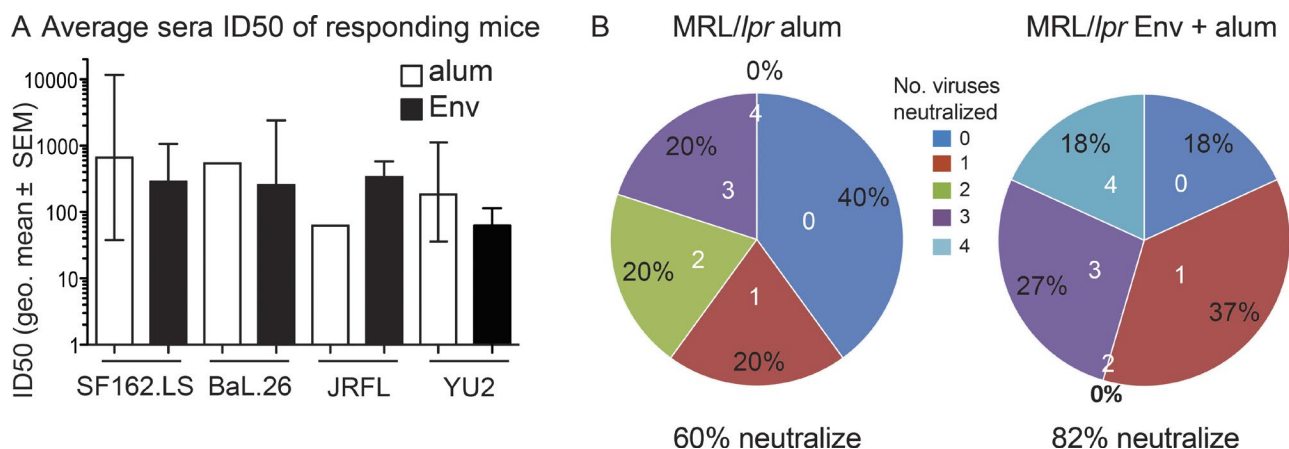 A Average sera ID50 of responding mice
ID50 (geo. mean ± SEM)
10000
1000
100
10
1
alum
Env
SF162.LS BaL.26 JRFL YU2
B MRL/lpr alum
0%
4
20%
3
40%
0
20%
2
1
20%
60% neutralize
No. viruses
neutralized
0
1
2
3
4
MRL/lpr Env + alum
18%
4
18%
0
27%
3
1
37%
2
0%
82% neutralize